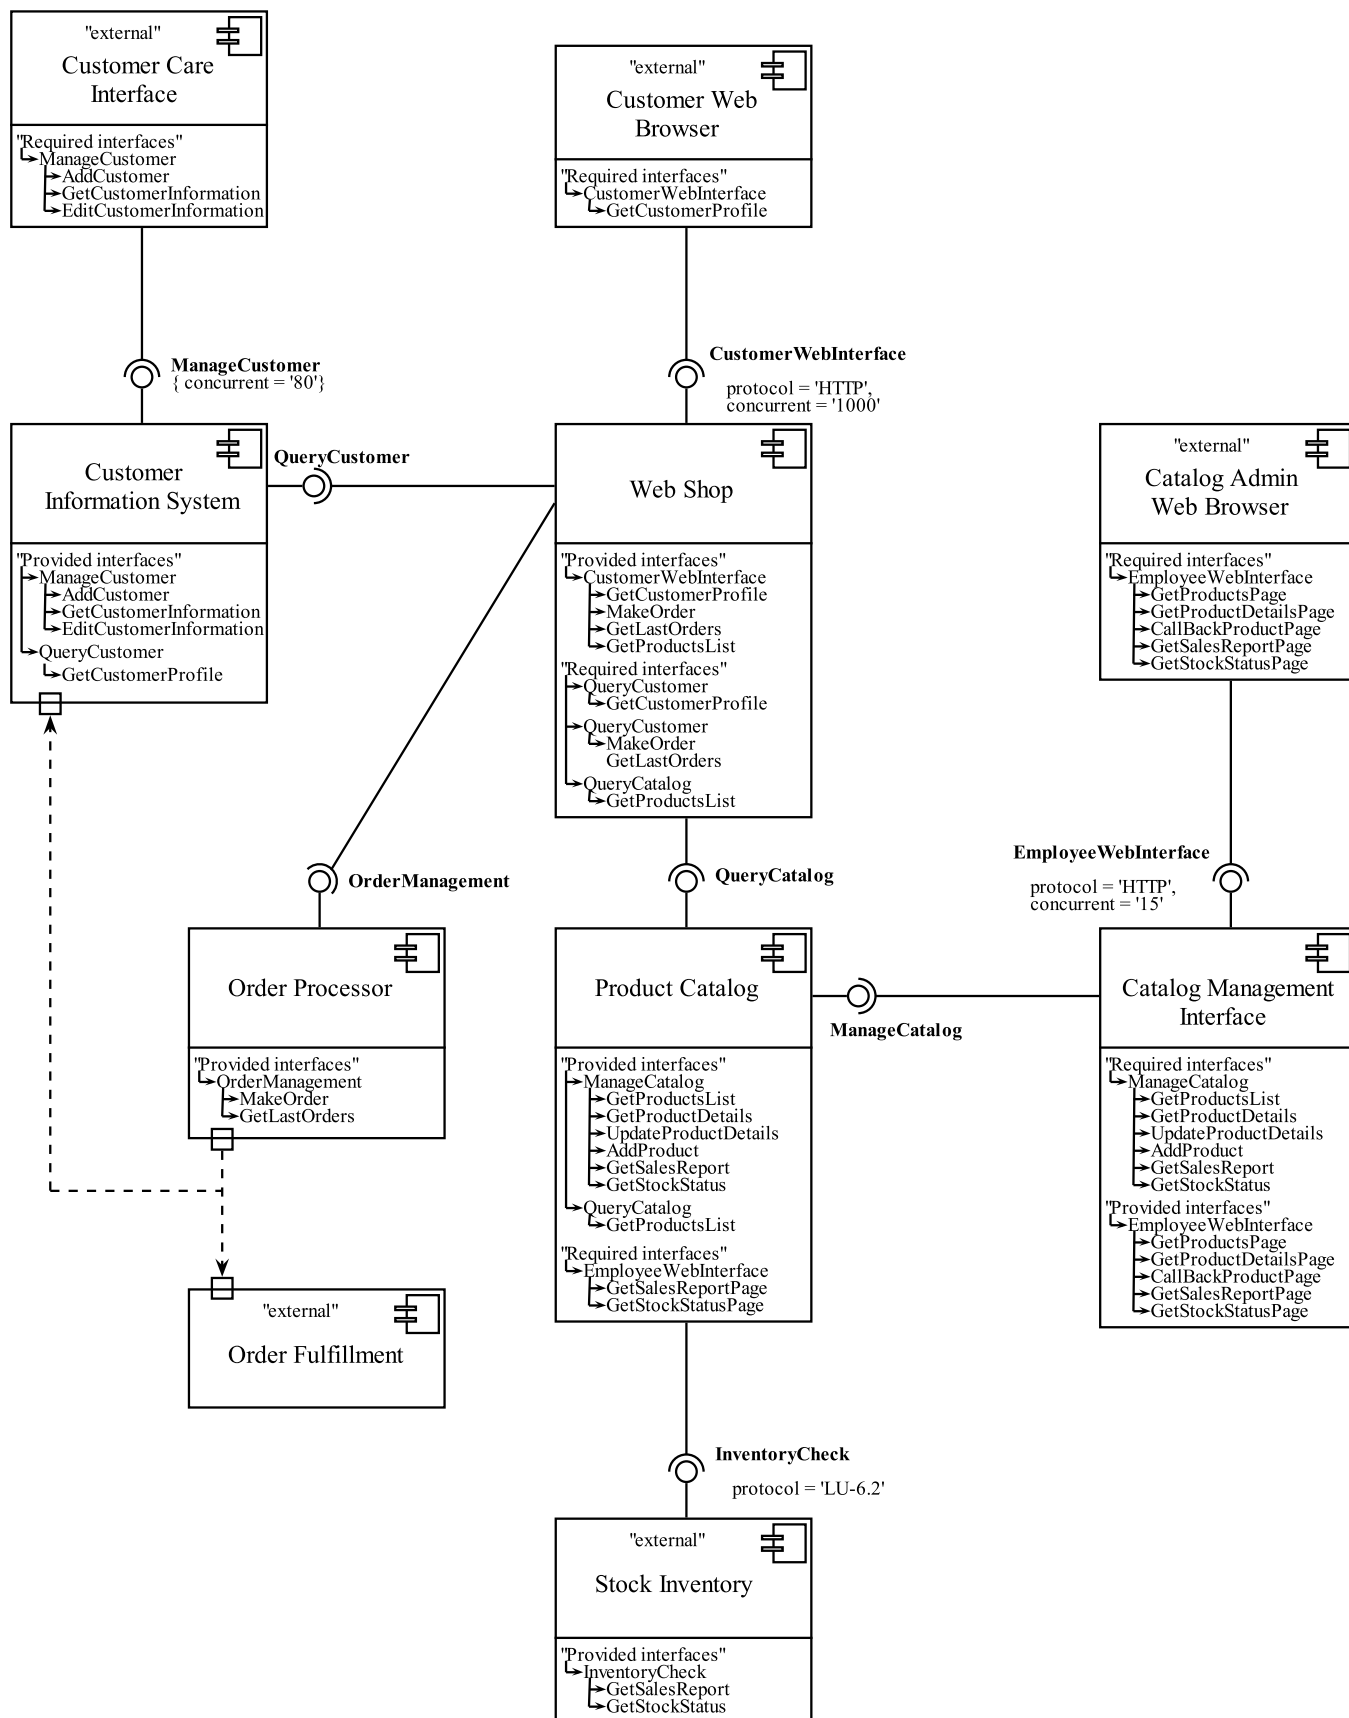 "external"
Customer Care
Interface
"Required interfaces"
ManageCustomer
AddCustomer
GetCustomerInformation
EditCustomerInformation
"external"
Customer Web
Browser
"Required interfaces"
CustomerWebInterface
GetCustomerProfile
ManageCustomer
{ concurrent = '80'}
CustomerWebInterface
protocol = 'HTTP',
concurrent = '1000'
Customer
Information System
"Provided interfaces"
ManageCustomer
AddCustomer
GetCustomerInformation
EditCustomerInformation
QueryCustomer
GetCustomerProfile
QueryCustomer
Web Shop
"Provided interfaces"
CustomerWebInterface
GetCustomerProfile
MakeOrder
GetLastOrders
GetProductsList
"Required interfaces"
QueryCustomer
GetCustomerProfile
QueryCustomer
MakeOrder
GetLastOrders
QueryCatalog
GetProductsList
"external"
Catalog Admin
Web Browser
"Required interfaces"
EmployeeWebInterface
GetProductsPage
GetProductDetailsPage
CallBackProductPage
GetSalesReportPage
GetStockStatusPage
OrderManagement
QueryCatalog
EmployeeWebInterface
protocol = 'HTTP',
concurrent = '15'
Order Processor
"Provided interfaces"
OrderManagement
MakeOrder
GetLastOrders
Product Catalog
"Provided interfaces"
ManageCatalog
GetProductsList
GetProductDetails
UpdateProductDetails
AddProduct
GetSalesReport
GetStockStatus
QueryCatalog
GetProductsList
"Required interfaces"
EmployeeWebInterface
GetSalesReportPage
GetStockStatusPage
ManageCatalog
Catalog Management
Interface
"Required interfaces"
ManageCatalog
GetProductsList
GetProductDetails
UpdateProductDetails
AddProduct
GetSalesReport
GetStockStatus
"Provided interfaces"
EmployeeWebInterface
GetProductsPage
GetProductDetailsPage
CallBackProductPage
GetSalesReportPage
GetStockStatusPage
"external"
Order Fulfillment
InventoryCheck
protocol = 'LU-6.2'
"external"
Stock Inventory
"Provided interfaces"
InventoryCheck
GetSalesReport
GetStockStatus